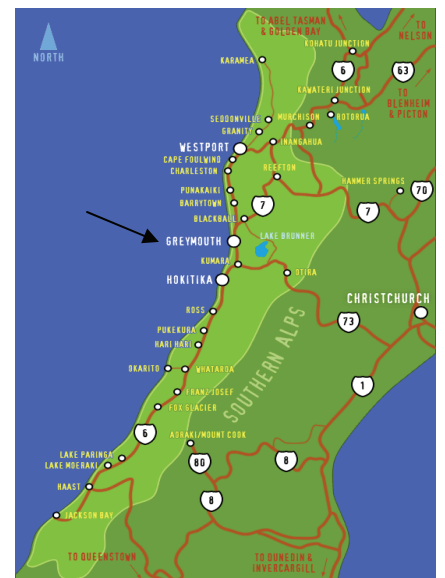 TO ABEL TASMAN
& GOLDEN BAY
TO
NELSON
KOHATU JUNCTION
NORTH
KARAMEA
6
63
KAWATERI JUNCTION
TO
BLENHEIM
& PICTON
SEDDONVILLE
MURCHISON
ROTORUA
GRANITY
INANGAHUA
WESTPORT
CAPE FOULWIND
CHARLESTON
REEFTON
HANMER SPRINGS
70
PUNAKAIKI
BARRYTOWN
7
7
BLACKBALL
GREYMOUTH
LAKE BRUNNER
KUMARA
OTIRA
HOKITIKA
CHRISTCHURCH
ROSS
73
PUKEKURA
HARI HARI
SOUTHERN ALPS
OKARITO
WHATAROA
1
FRANZ JOSEF
FOX GLACIER
6
AORAKI/MOUNT COOK
LAKE PARINGA
80
8
LAKE MOERAKI
HAAST
8
JACKSON BAY
TO QUEENSTOWN
TO DUNEDIN &
INVERCARGILL